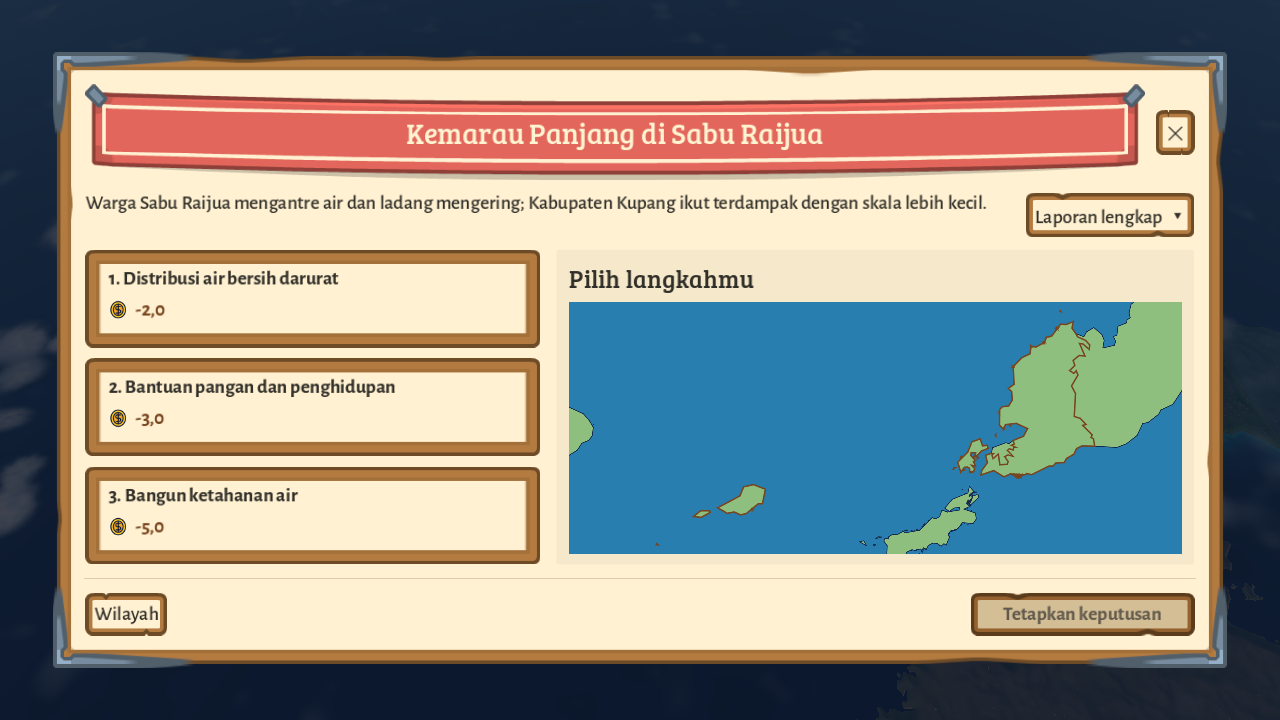 Kemarau Panjang di Sabu Raijua
Warga Sabu Raijua mengantre air dan ladang mengering; Kabupaten Kupang ikut terdampak dengan skala lebih kecil.
Laporan lengkap
1. Distribusi air bersih darurat
-2,0
2. Bantuan pangan dan penghidupan
-3,0
3. Bangun ketahanan air
-5,0
Pilih langkahmu
Wilayah
Tetapkan keputusan